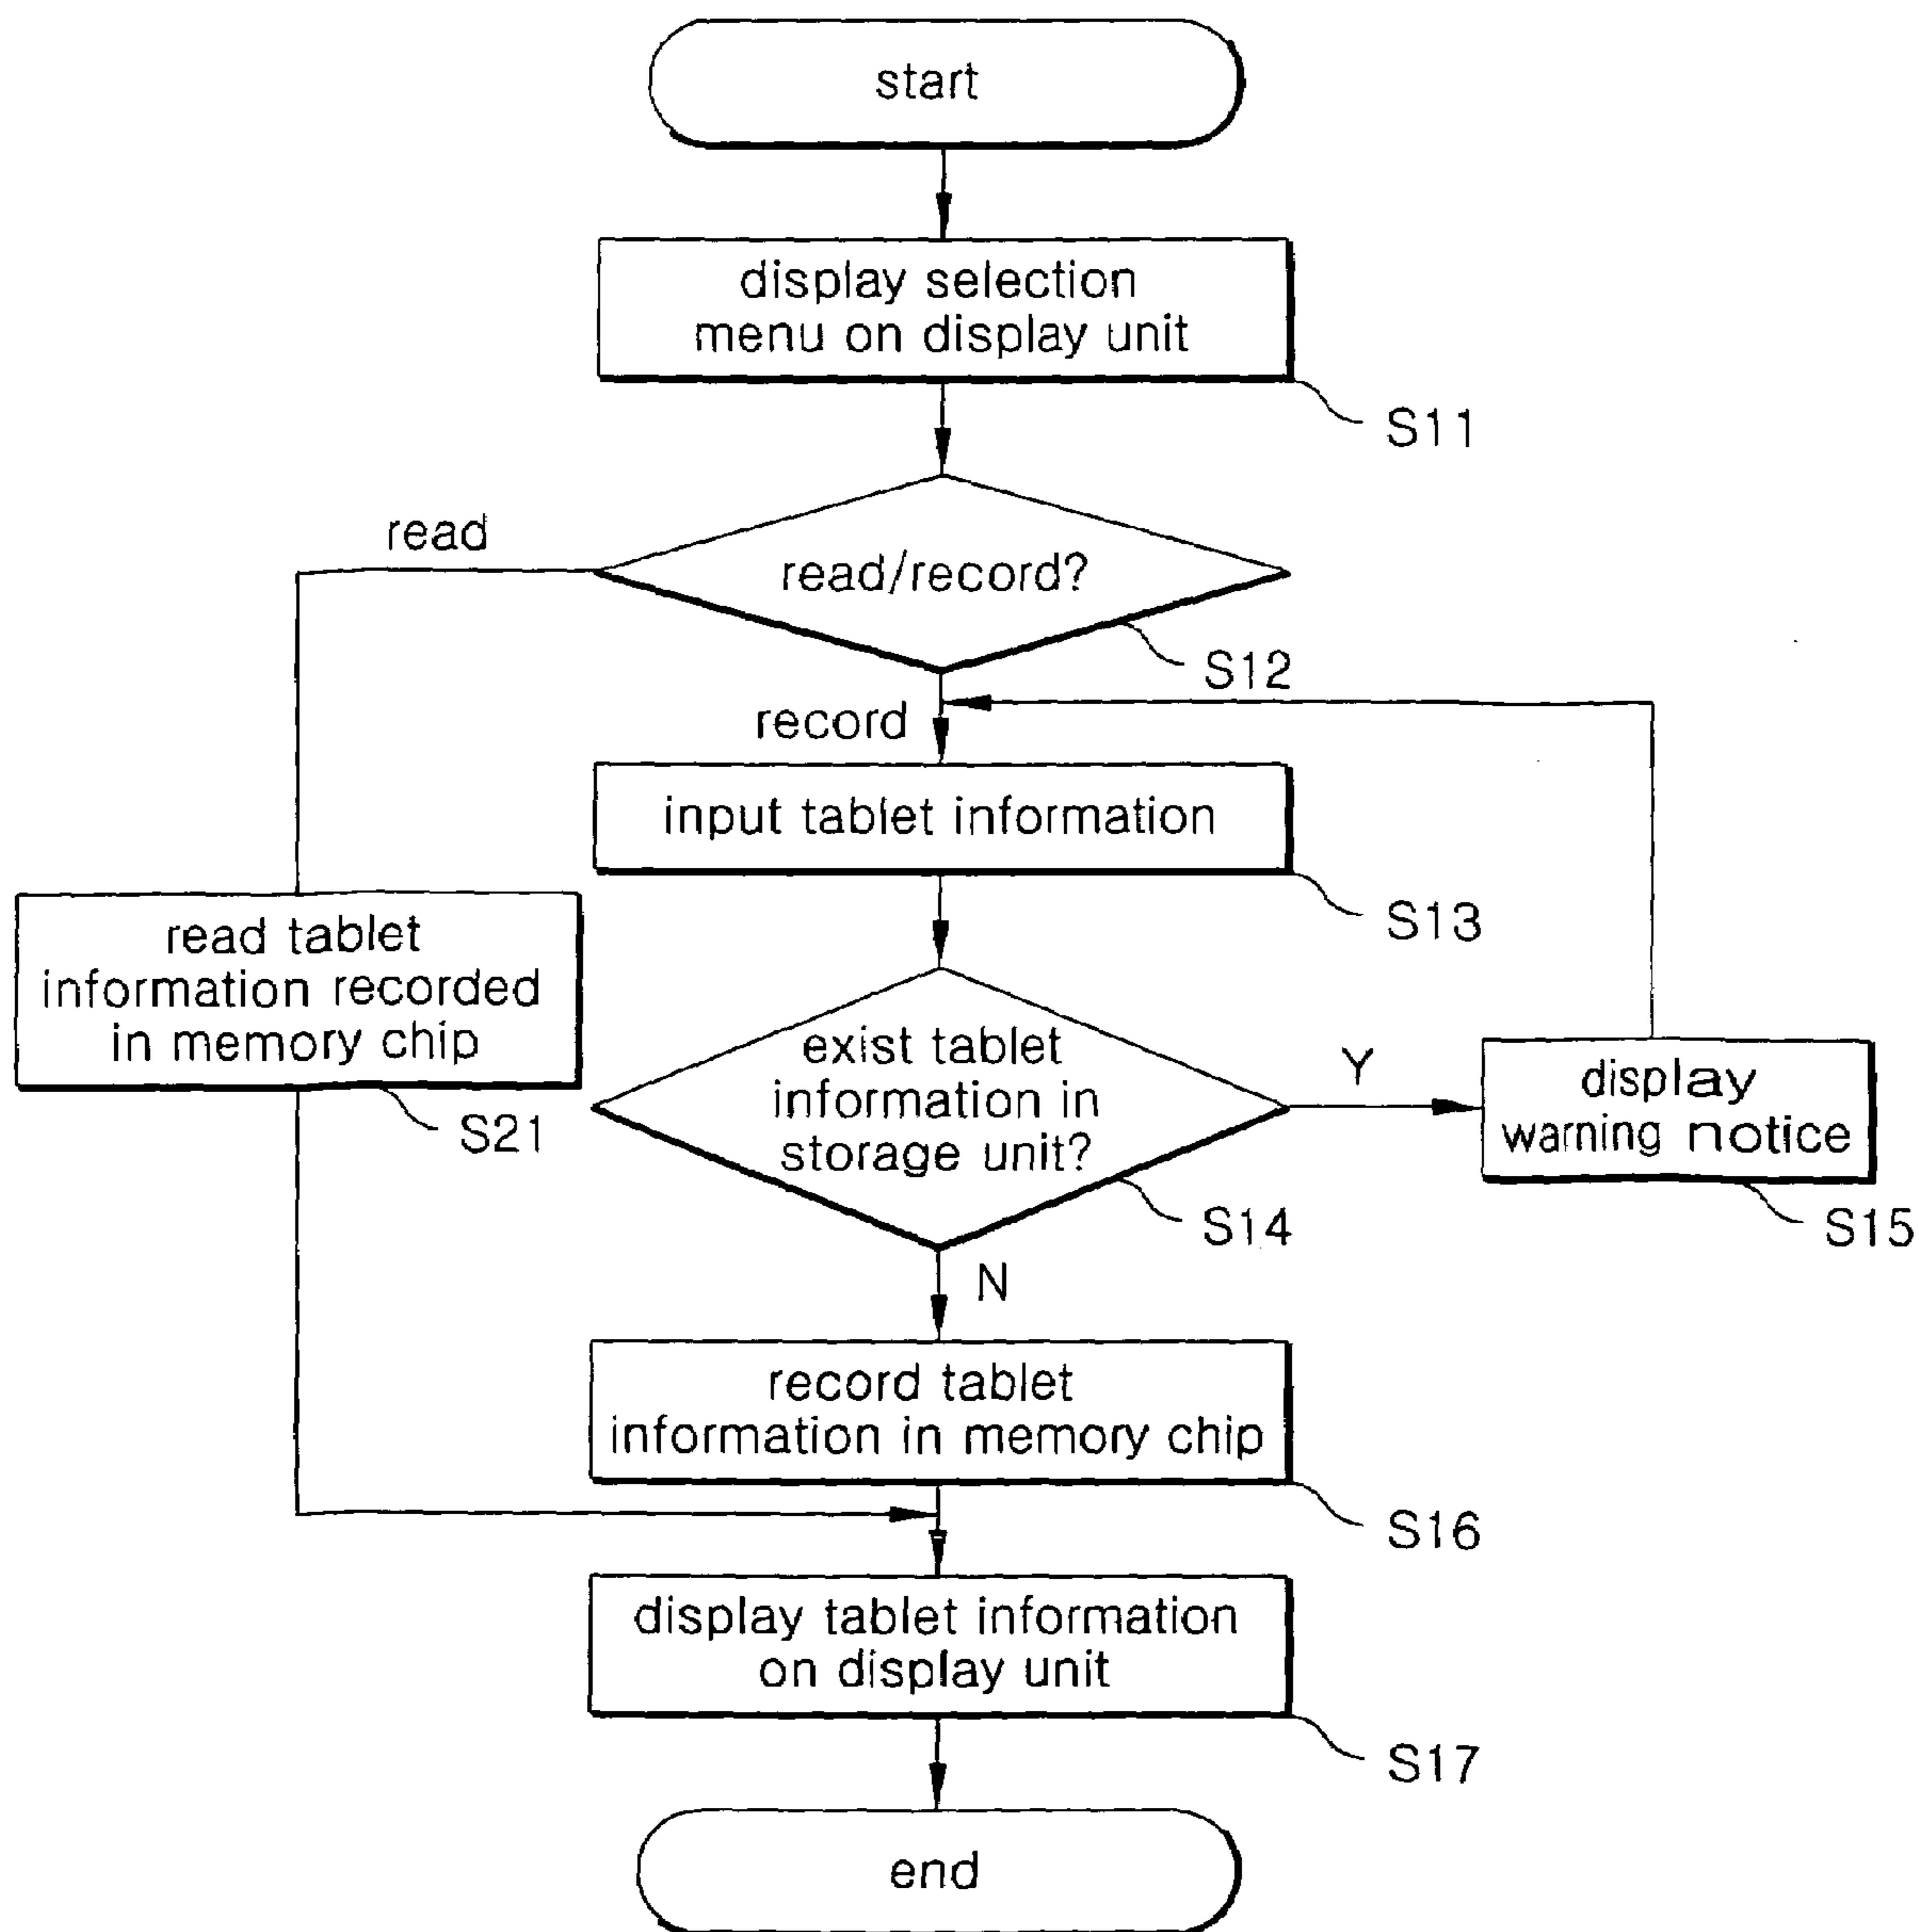 start
display selection
menu on display unit
S11
read
read/record?
S12
record
input tablet information
S13
read tablet
information recorded
in memory chip
S21
exist tablet
information in
storage unit?
S14
Y
display
warning notice
S15
N
record tablet
information in memory chip
S16
display tablet information
on display unit
S17
end